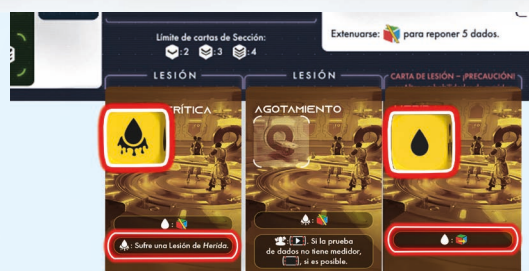 Límite de cartas de Sección:
:2 :3 :4
Extenuarse: para reponer 5 dados.
LESIÓN
LESIÓN
CARTA DE LESIÓN – ¡PRECAUCIÓN!
RÍTICA
AGOTAMIENTO
: Sufre una Lesión de Herida.
: . Si la prueba
de dados no tiene medidor,
, si es posible.